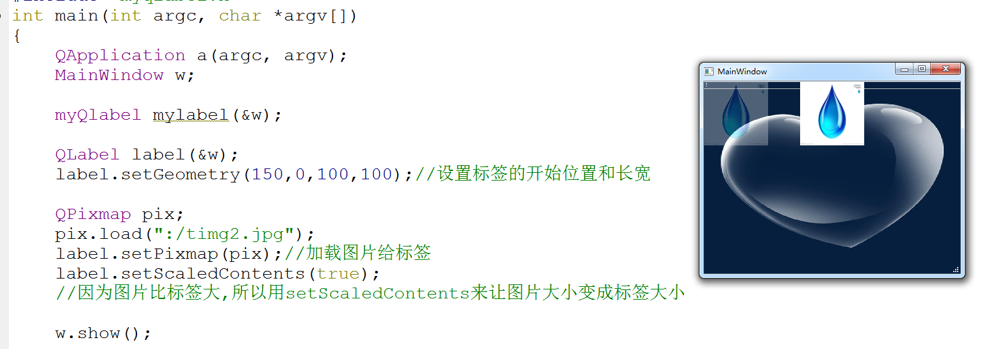 int main(int argc, char *argv[])
{
QApplication a(argc, argv);
MainWindow w;
myQlabel mylabel(&w);
QLabel label(&w);
label.setGeometry(150,0,100,100);//设置标签的开始位置和长宽
QPixmap pix;
pix.load(":/timg2.jpg");
label.setPixmap(pix);//加载图片给标签
label.setScaledContents(true);
//因为图片比标签大,所以用setScaledContents来让图片大小变成标签大小
w.show();
MainWindow